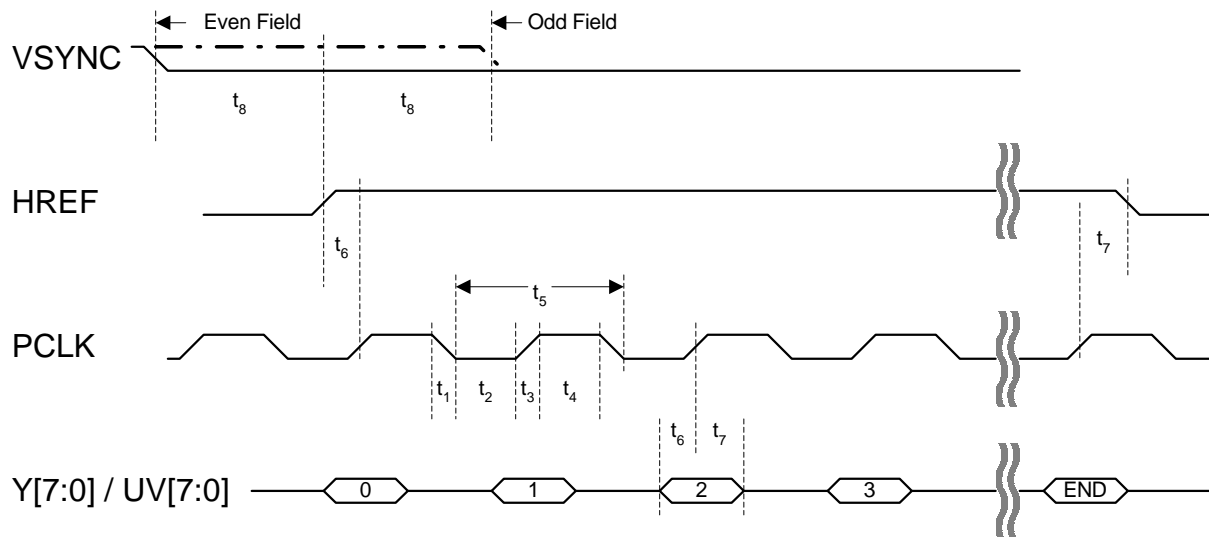 Even Field
Odd Field
VSYNC
t8 t8
HREF
t6
t7
t5
PCLK
t1 t2 t3 t4
t6 t7
Y[7:0] / UV[7:0] 0 1 2 3 END